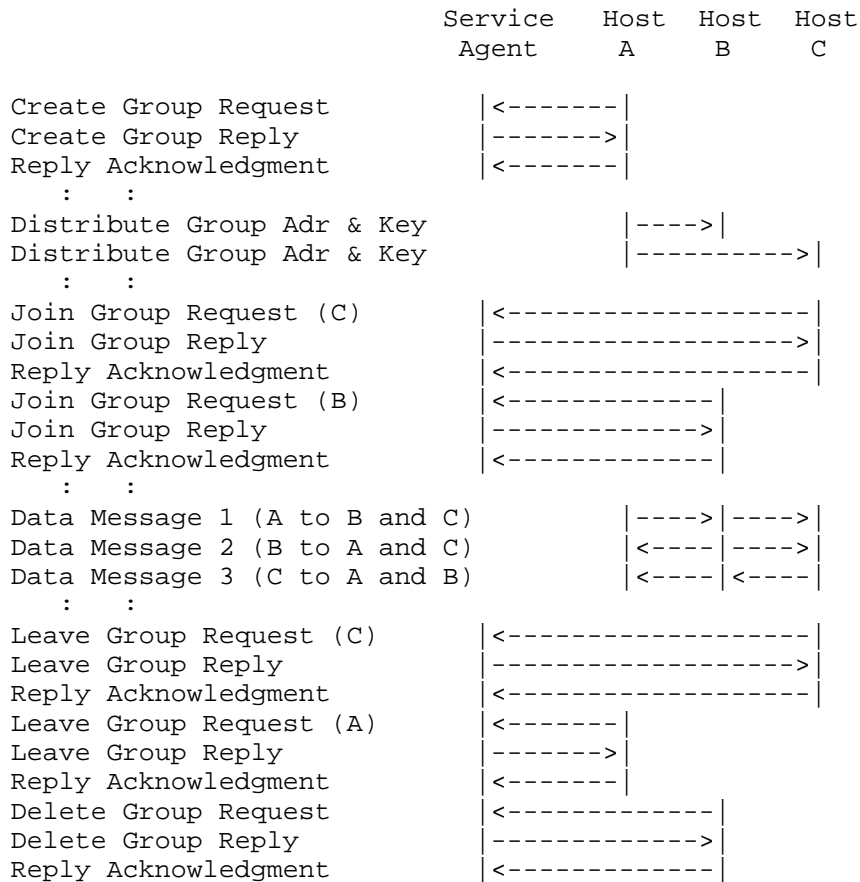 Service   Host  Host  Host
                            Agent     A     B     C

Create Group Request         |<-------|
Create Group Reply           |------->|
Reply Acknowledgment         |<-------|
   :   :
Distribute Group Adr & Key            |---->|
Distribute Group Adr & Key            |---------->|
   :   :
Join Group Request (C)       |<-------------------|
Join Group Reply             |------------------->|
Reply Acknowledgment         |<-------------------|
Join Group Request (B)       |<-------------|
Join Group Reply             |------------->|
Reply Acknowledgment         |<-------------|
   :   :
Data Message 1 (A to B and C)         |---->|---->|
Data Message 2 (B to A and C)         |<----|---->|
Data Message 3 (C to A and B)         |<----|<----|
   :   :
Leave Group Request (C)      |<-------------------|
Leave Group Reply            |------------------->|
Reply Acknowledgment         |<-------------------|
Leave Group Request (A)      |<-------|
Leave Group Reply            |------->|
Reply Acknowledgment         |<-------|
Delete Group Request         |<-------------|
Delete Group Reply           |------------->|
Reply Acknowledgment         |<-------------|